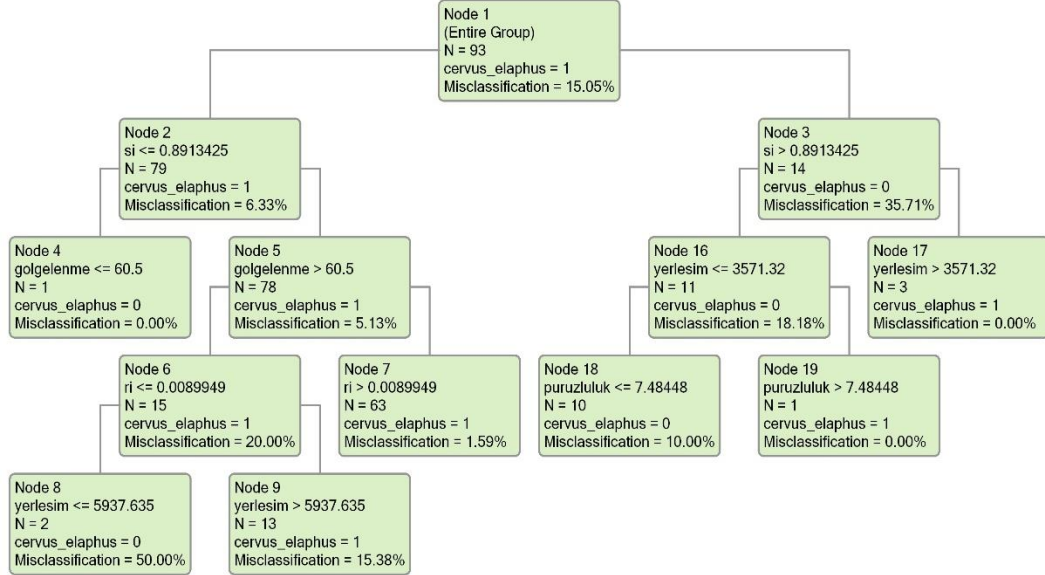 Node 1
(Entire Group)
N = 93
cervus_elaphus = 1
Misclassification = 15.05%
Node 2
si <= 0.8913425
N = 79
cervus_elaphus = 1
Misclassification = 6.33%
Node 3
si > 0.8913425
N = 14
cervus_elaphus = 0
Misclassification = 35.71%
Node 4
golgelenme <= 60.5
N = 1
cervus_elaphus = 0
Misclassification = 0.00%
Node 5
golgelenme > 60.5
N = 78
cervus_elaphus = 1
Misclassification = 5.13%
Node 16
yerlesim <= 3571.32
N = 11
cervus_elaphus = 0
Misclassification = 18.18%
Node 17
yerlesim > 3571.32
N = 3
cervus_elaphus = 1
Misclassification = 0.00%
Node 6
ri <= 0.0089949
N = 15
cervus_elaphus = 1
Misclassification = 20.00%
Node 7
ri > 0.0089949
N = 63
cervus_elaphus = 1
Misclassification = 1.59%
Node 18
puruzluluk <= 7.48448
N = 10
cervus_elaphus = 0
Misclassification = 10.00%
Node 19
puruzluluk > 7.48448
N = 1
cervus_elaphus = 1
Misclassification = 0.00%
Node 8
yerlesim <= 5937.635
N = 2
cervus_elaphus = 0
Misclassification = 50.00%
Node 9
yerlesim > 5937.635
N = 13
cervus_elaphus = 1
Misclassification = 15.38%